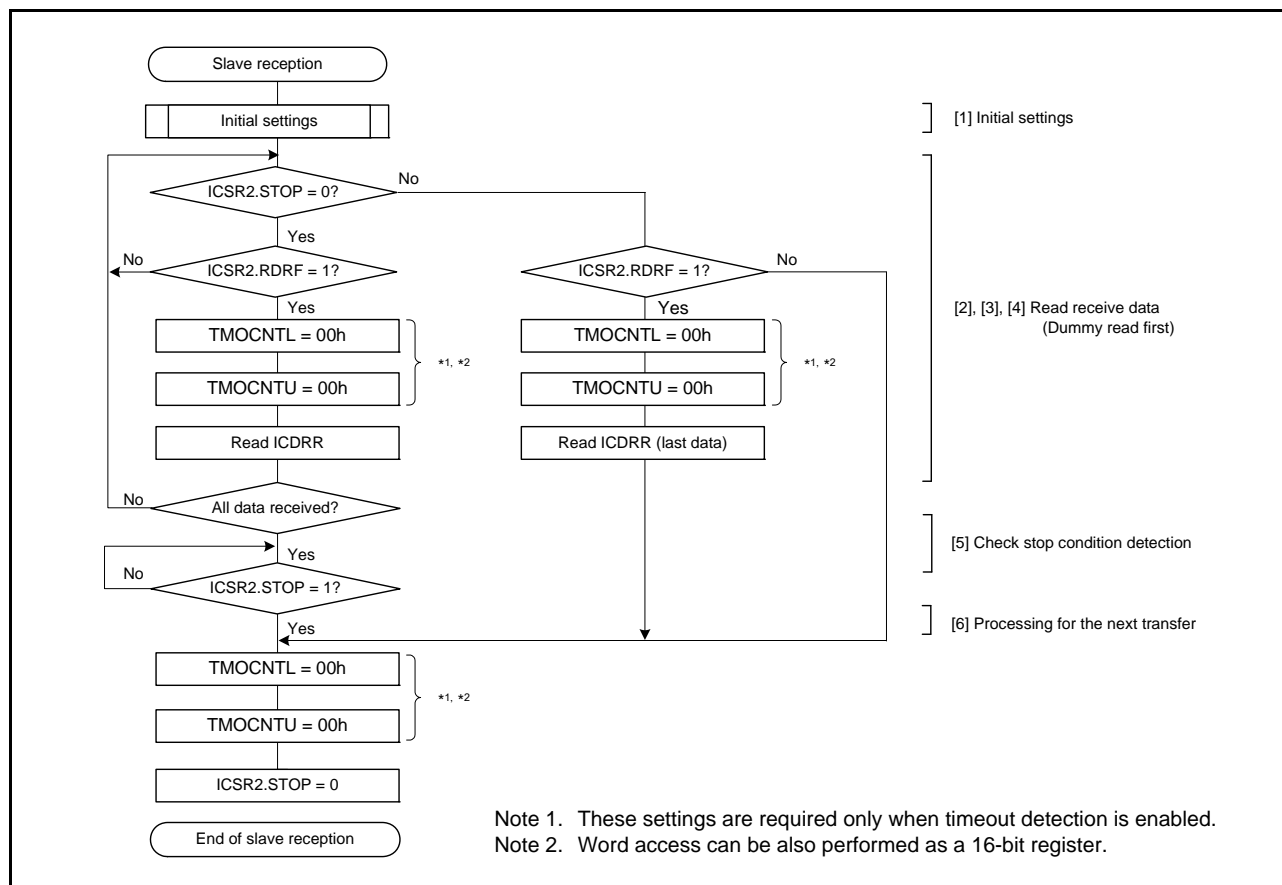 Slave reception
Initial settings
[1] Initial settings
ICSR2.STOP = 0?
No
Yes
No
ICSR2.RDRF = 1?
Yes
ICSR2.RDRF = 1?
No
Yes
[2], [3], [4] Read receive data
(Dummy read first)
TMOCNTL = 00h
TMOCNTU = 00h
*1, *2
TMOCNTL = 00h
TMOCNTU = 00h
*1, *2
Read ICDRR
Read ICDRR (last data)
No
All data received?
Yes
[5] Check stop condition detection
No
ICSR2.STOP = 1?
Yes
[6] Processing for the next transfer
TMOCNTL = 00h
TMOCNTU = 00h
*1, *2
ICSR2.STOP = 0
End of slave reception
Note 1. These settings are required only when timeout detection is enabled.
Note 2. Word access can be also performed as a 16-bit register.